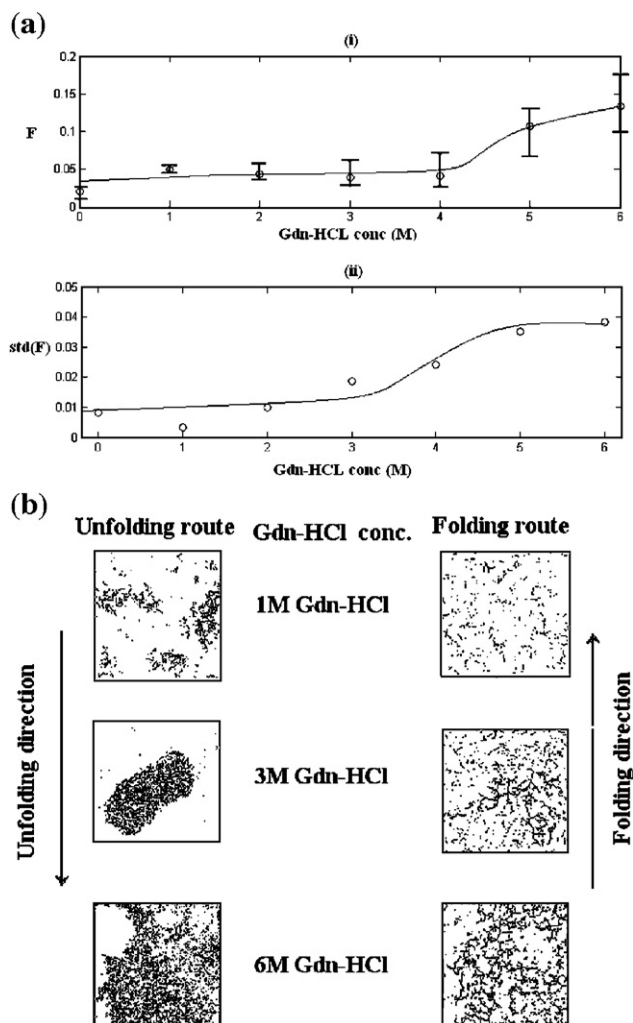 (a)
(i)
0.2
0.15
F
0.1
0.05
0
0 1 2 3 4 5 6
Gdn-HCL conc (M)
(ii)
0.05
0.04
std(F)
0.03
0.02
0.01
0
0 1 2 3 4 5 6
Gdn-HCL conc (M)
(b)
Unfolding route Gdn-HCl conc. Folding route
1M Gdn-HCl
Unfolding direction
3M Gdn-HCl
Folding direction
6M Gdn-HCl